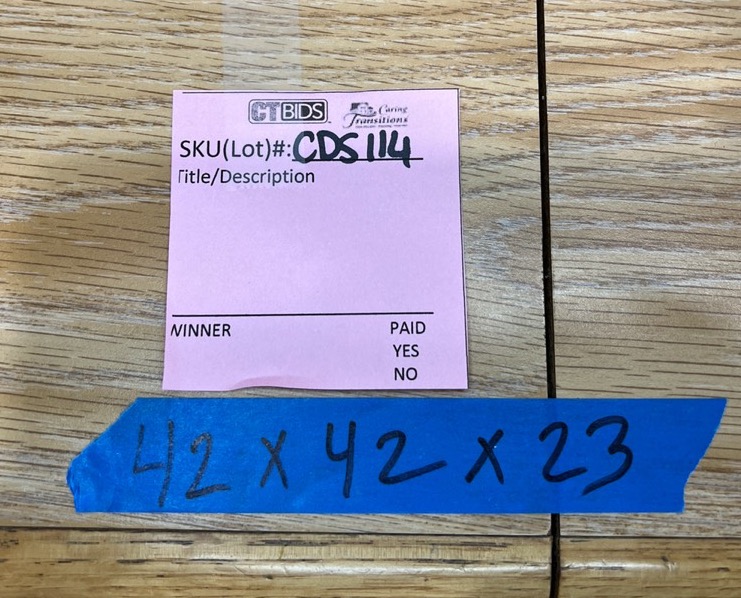 CTBIDS
Caring
Transitions
SKU(Lot)#: CDS114
Title/Description
WINNER PAID
YES
NO
42 x 42 x 23